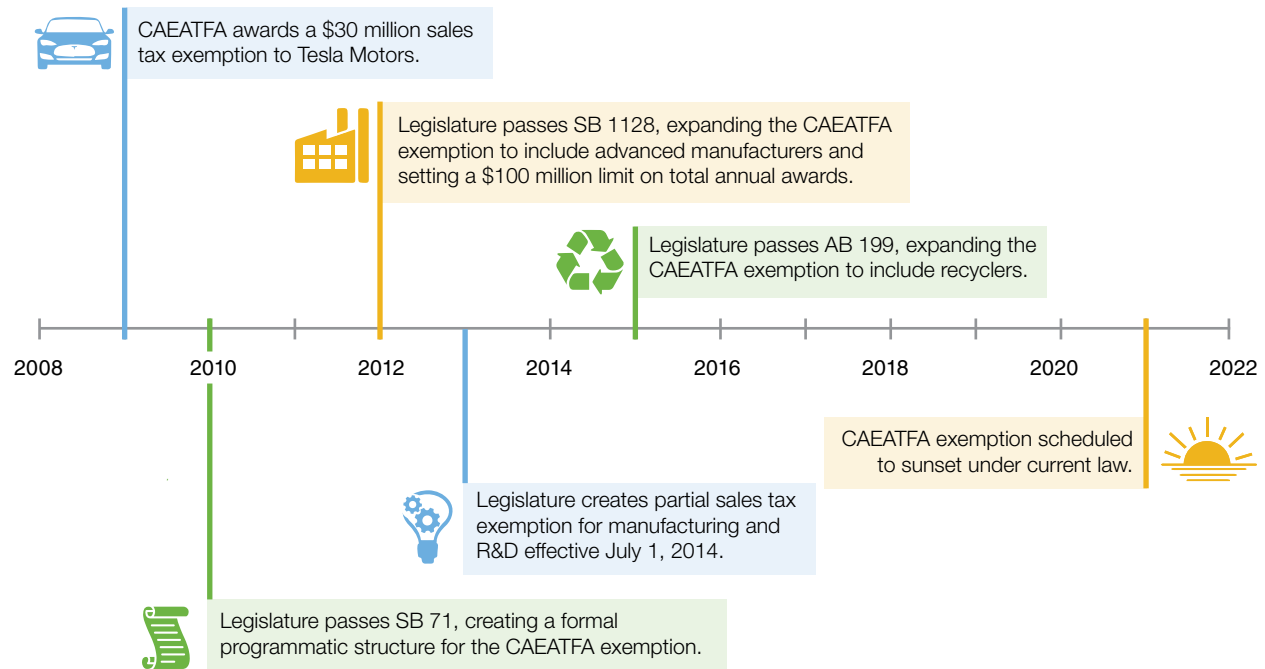 CAEATFA awards a $30 million sales
tax exemption to Tesla Motors.
Legislature passes SB 1128, expanding the CAEATFA
exemption to include advanced manufacturers and
setting a $100 million limit on total annual awards.
Legislature passes AB 199, expanding the
CAEATFA exemption to include recyclers.
2008 2010 2012 2014 2016 2018 2020 2022
CAEATFA exemption scheduled
to sunset under current law.
Legislature creates partial sales tax
exemption for manufacturing and
R&D effective July 1, 2014.
Legislature passes SB 71, creating a formal
programmatic structure for the CAEATFA exemption.